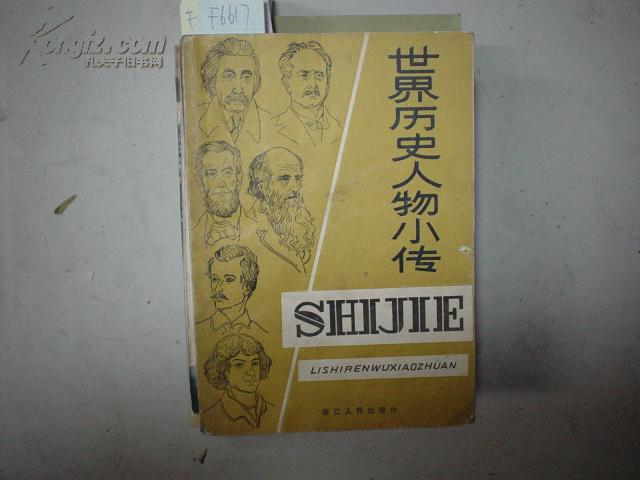 F6617
Kongfz.com
孔夫子旧书网
世界历史人物小传
SHIJIE
LISHIRENWUXIAOZHUAN
浙江人民出版社